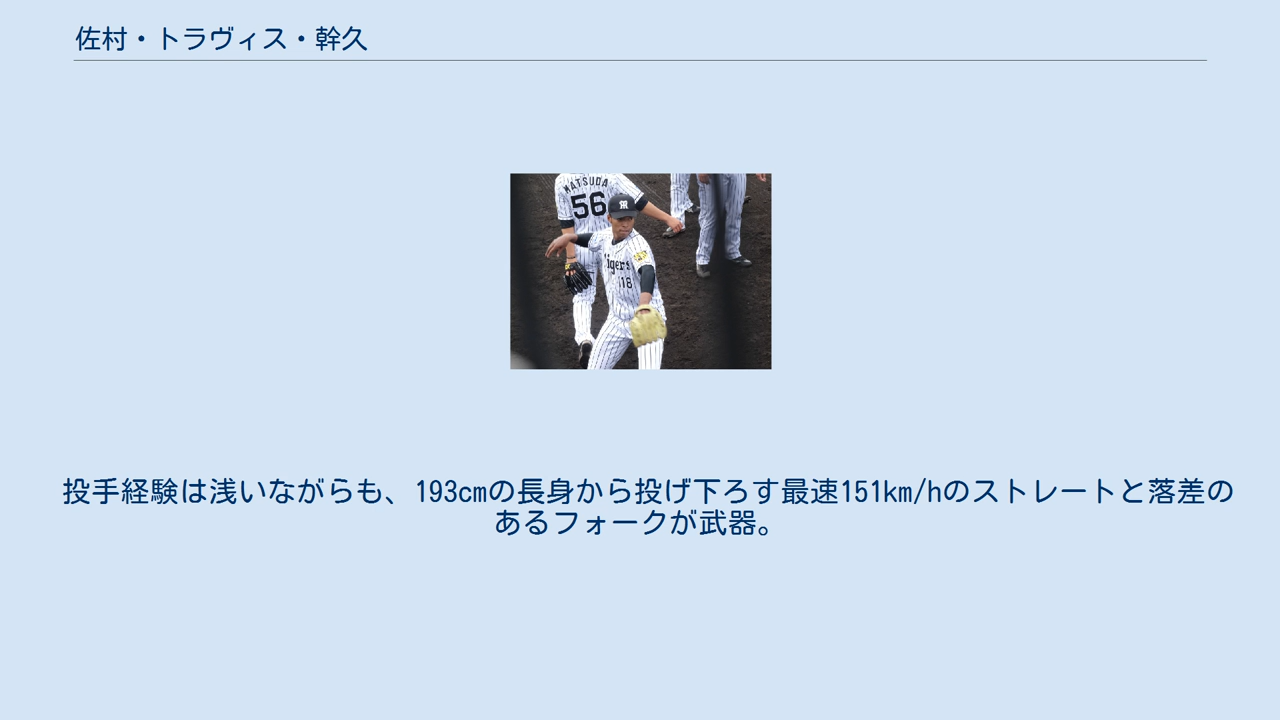 佐村・トラヴィス・幹久
MATSUDA
56
Tigers
18
投手経験は浅いながらも、193cmの長身から投げ下ろす最速151km/hのストレートと落差の
あるフォークが武器。